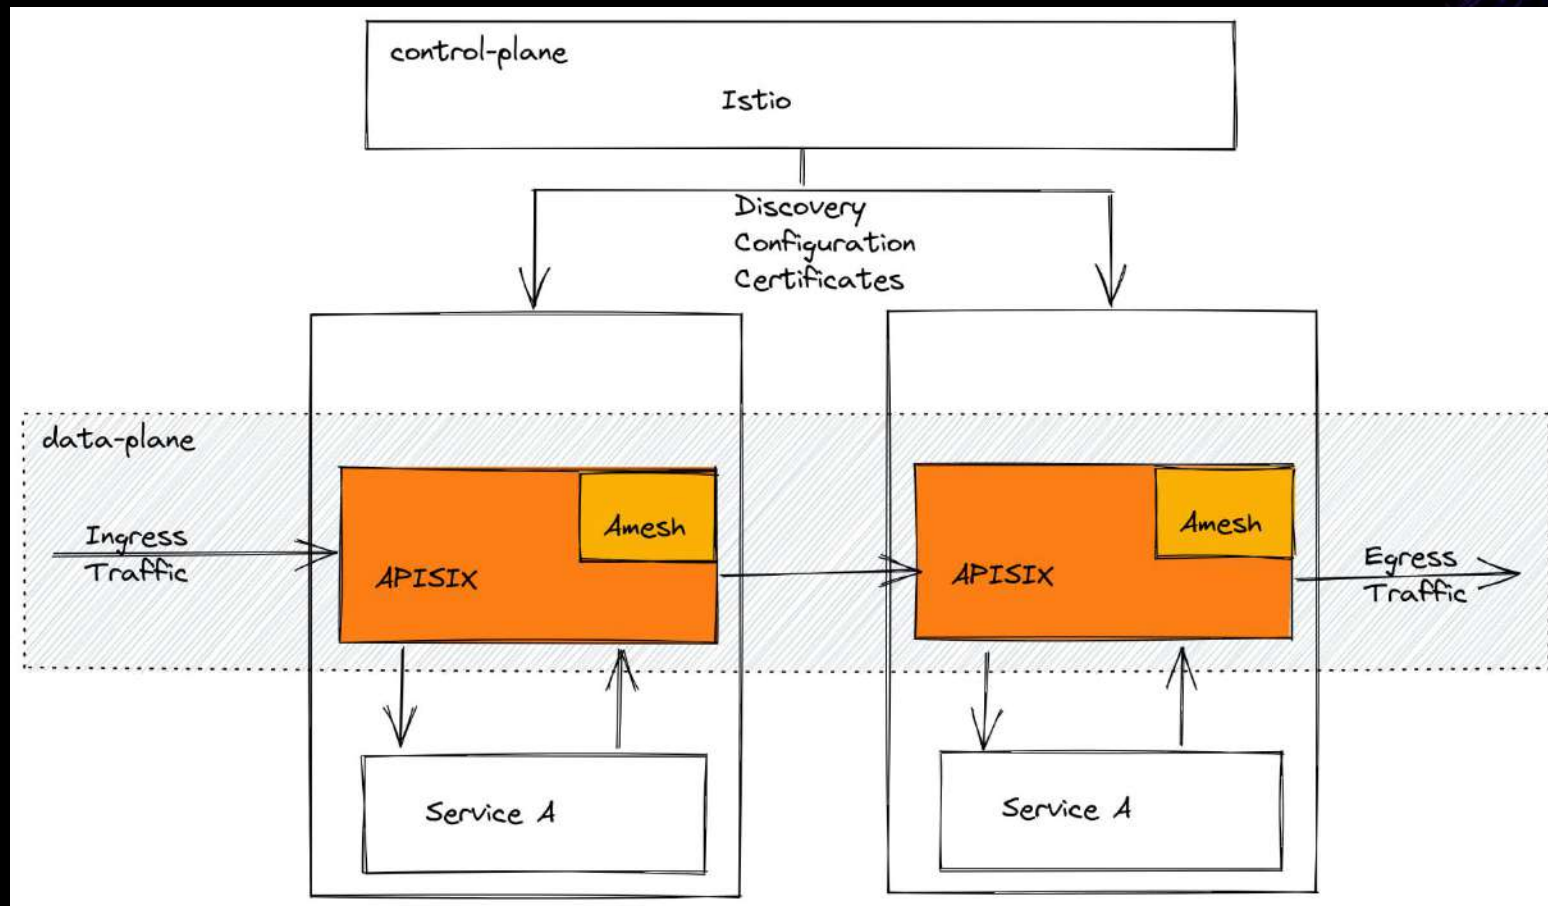 control-plane
Istio
Discovery
Configuration
Certificates
data-plane
Ingress
Traffic
Amesh
APISIX
Amesh
APISIX
Egress
Traffic
Service A
Service A